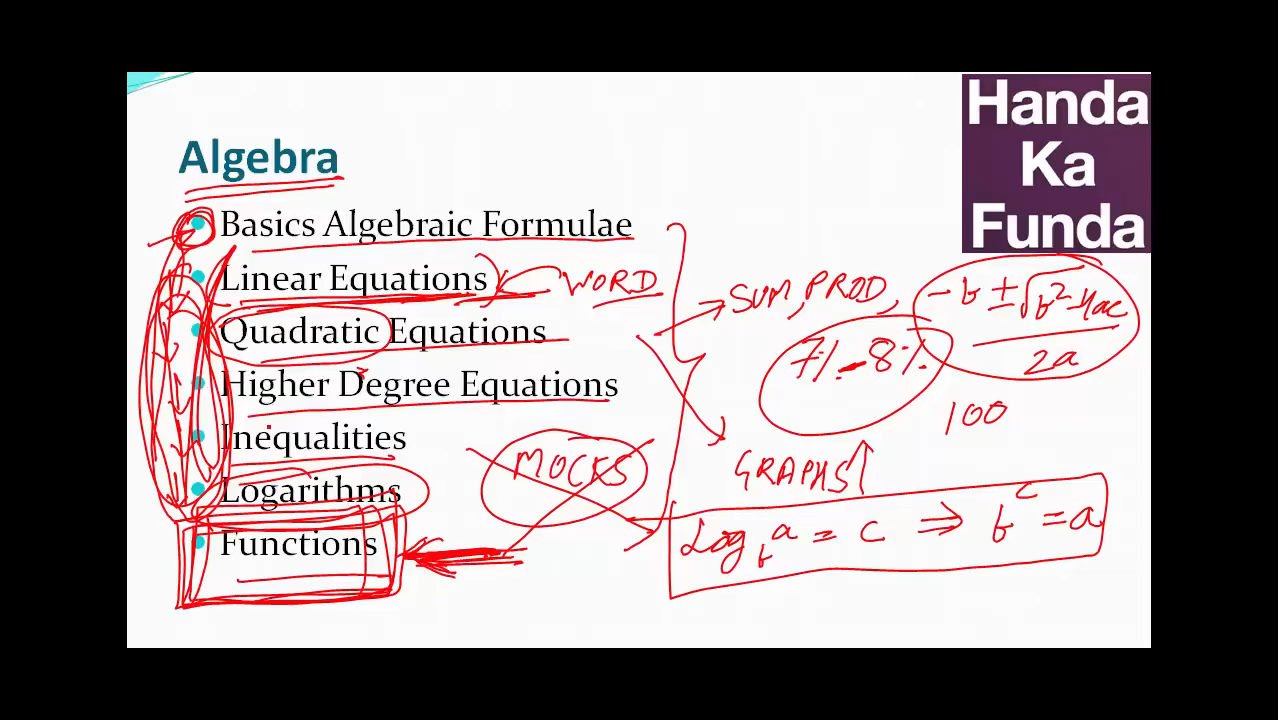 Handa
Ka
Funda
Algebra
Basics Algebraic Formulae
Linear Equations
WORD
Quadratic Equations
SUM, PROD,
-b ± √b²-4ac
2a
7%-8%
Higher Degree Equations
3
100
Inequalities
MOCKS
GRAPHS↑
Logarithms
Log_b a = c ⇒ b^c = a
Functions